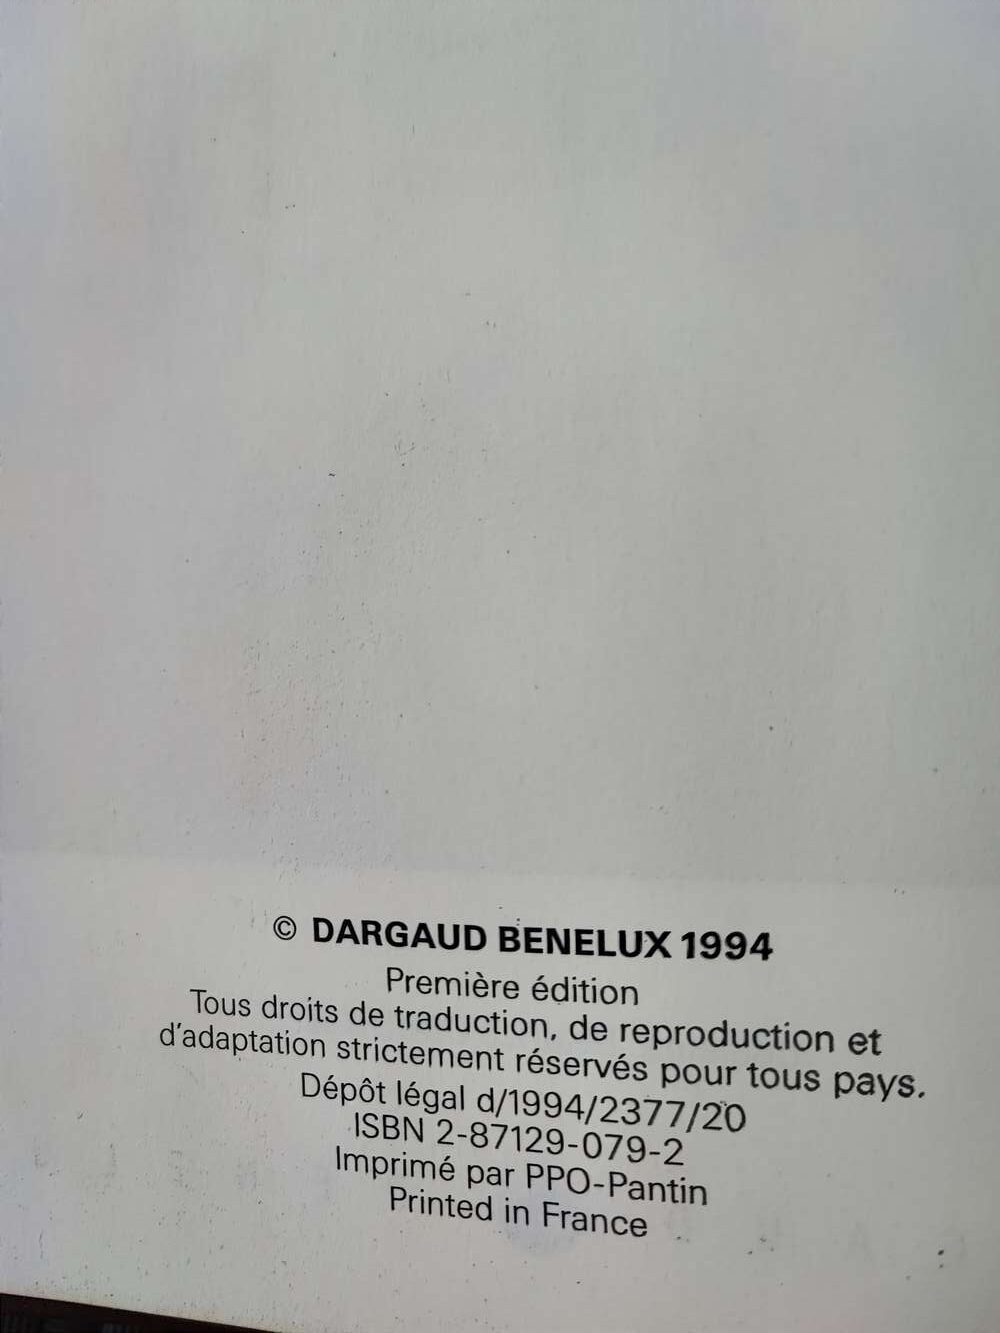 © DARGAUD BENELUX 1994
Première édition
Tous droits de traduction, de reproduction et
d'adaptation strictement réservés pour tous pays.
Dépôt légal d/1994/2377/20
ISBN 2-87129-079-2
Imprimé par PPO-Pantin
Printed in France